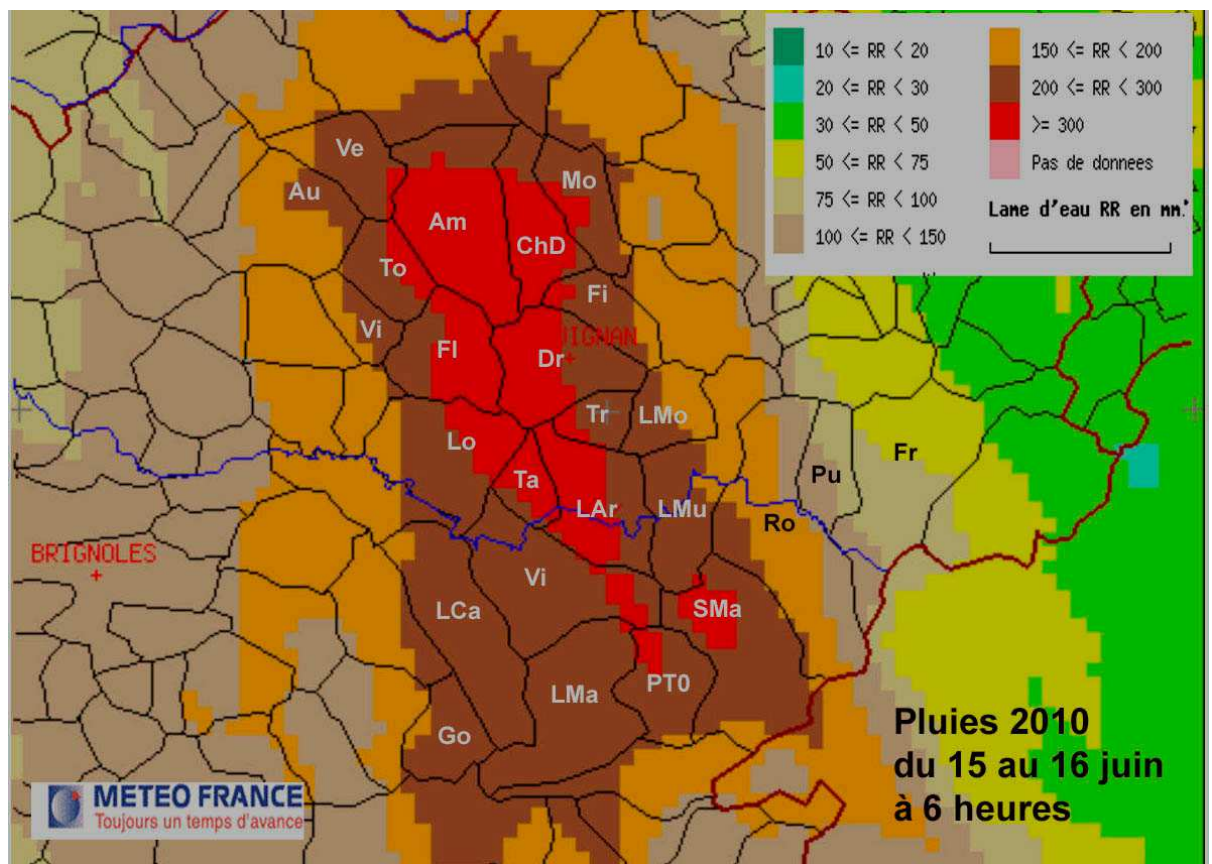 10 <= RR < 20
20 <= RR < 30
30 <= RR < 50
50 <= RR < 75
75 <= RR < 100
100 <= RR < 150
150 <= RR < 200
200 <= RR < 300
>= 300
Pas de donnees
Lame d'eau RR en mm.
Ve
Au
Mo
Am
ChD
To
Fi
Vi
Fl
Dr
Tr
LMo
Lo
Ta
LAr
LMu
Pu
Fr
Ro
BRIGNOLES
Vi
LCa
SMa
LMa
PT0
Go
Pluies 2010
du 15 au 16 juin
à 6 heures
METEO FRANCE
Toujours un temps d'avance